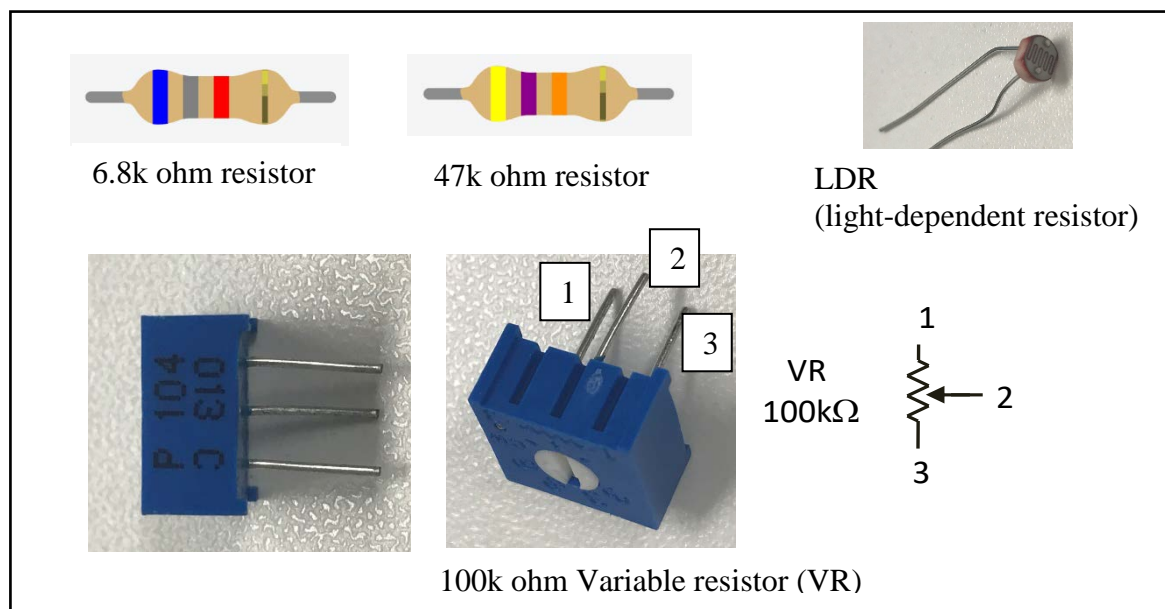 6.8k ohm resistor
47k ohm resistor
LDR
(light-dependent resistor)
P 104
C 013
1
2
3
VR
100kΩ
1
2
3
100k ohm Variable resistor (VR)